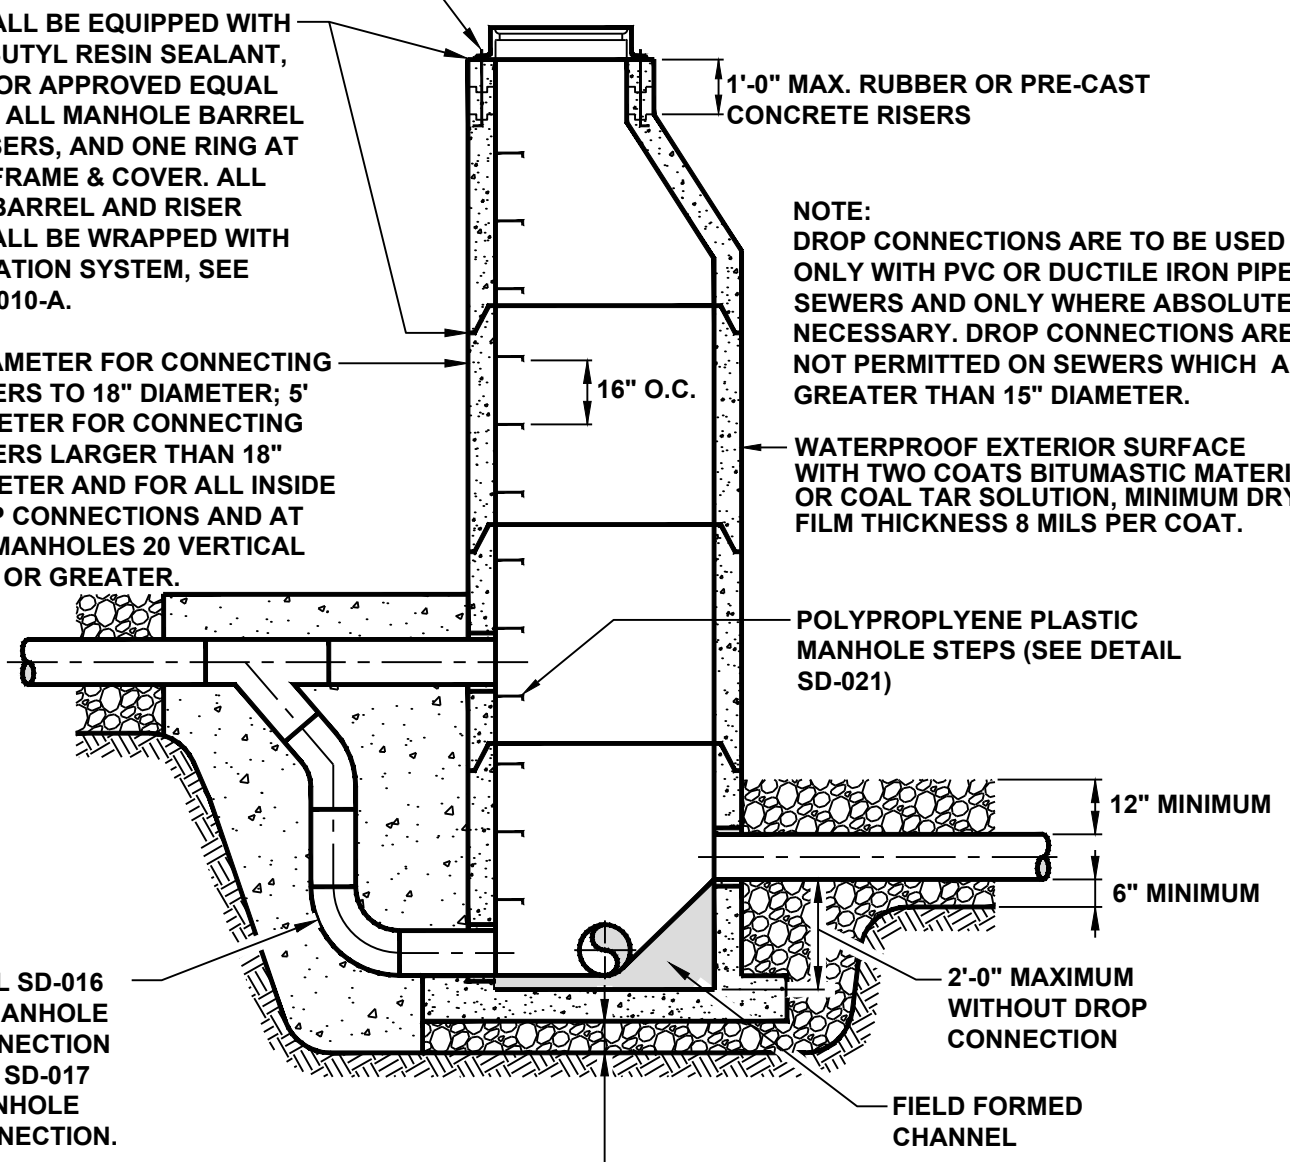 ALL BE EQUIPPED WITH
BUTYL RESIN SEALANT,
OR APPROVED EQUAL
ALL MANHOLE BARREL
SERS, AND ONE RING AT
FRAME & COVER. ALL
BARREL AND RISER
ALL BE WRAPPED WITH
ATION SYSTEM, SEE
010-A.
AMETER FOR CONNECTING
ERS TO 18" DIAMETER; 5'
ETER FOR CONNECTING
ERS LARGER THAN 18"
ETER AND FOR ALL INSIDE
P CONNECTIONS AND AT
MANHOLES 20 VERTICAL
OR GREATER.
L SD-016
MANHOLE
NECTION
SD-017
NHOLE
NECTION.
1'-0" MAX. RUBBER OR PRE-CAST
CONCRETE RISERS
NOTE:
DROP CONNECTIONS ARE TO BE USED
ONLY WITH PVC OR DUCTILE IRON PIPE
SEWERS AND ONLY WHERE ABSOLUTE
NECESSARY. DROP CONNECTIONS ARE
NOT PERMITTED ON SEWERS WHICH A
GREATER THAN 15" DIAMETER.
16" O.C.
WATERPROOF EXTERIOR SURFACE
WITH TWO COATS BITUMASTIC MATERI
OR COAL TAR SOLUTION, MINIMUM DRY
FILM THICKNESS 8 MILS PER COAT.
POLYPROPLYENE PLASTIC
MANHOLE STEPS (SEE DETAIL
SD-021)
12" MINIMUM
6" MINIMUM
2'-0" MAXIMUM
WITHOUT DROP
CONNECTION
FIELD FORMED
CHANNEL